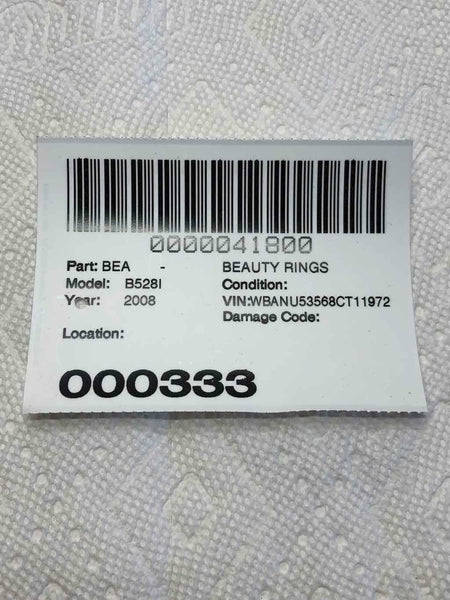 0000041800
Part: BEA - BEAUTY RINGS
Model: B528I Condition:
Year: 2008 VIN:WBANU53568CT11972
Damage Code:
Location:
000333